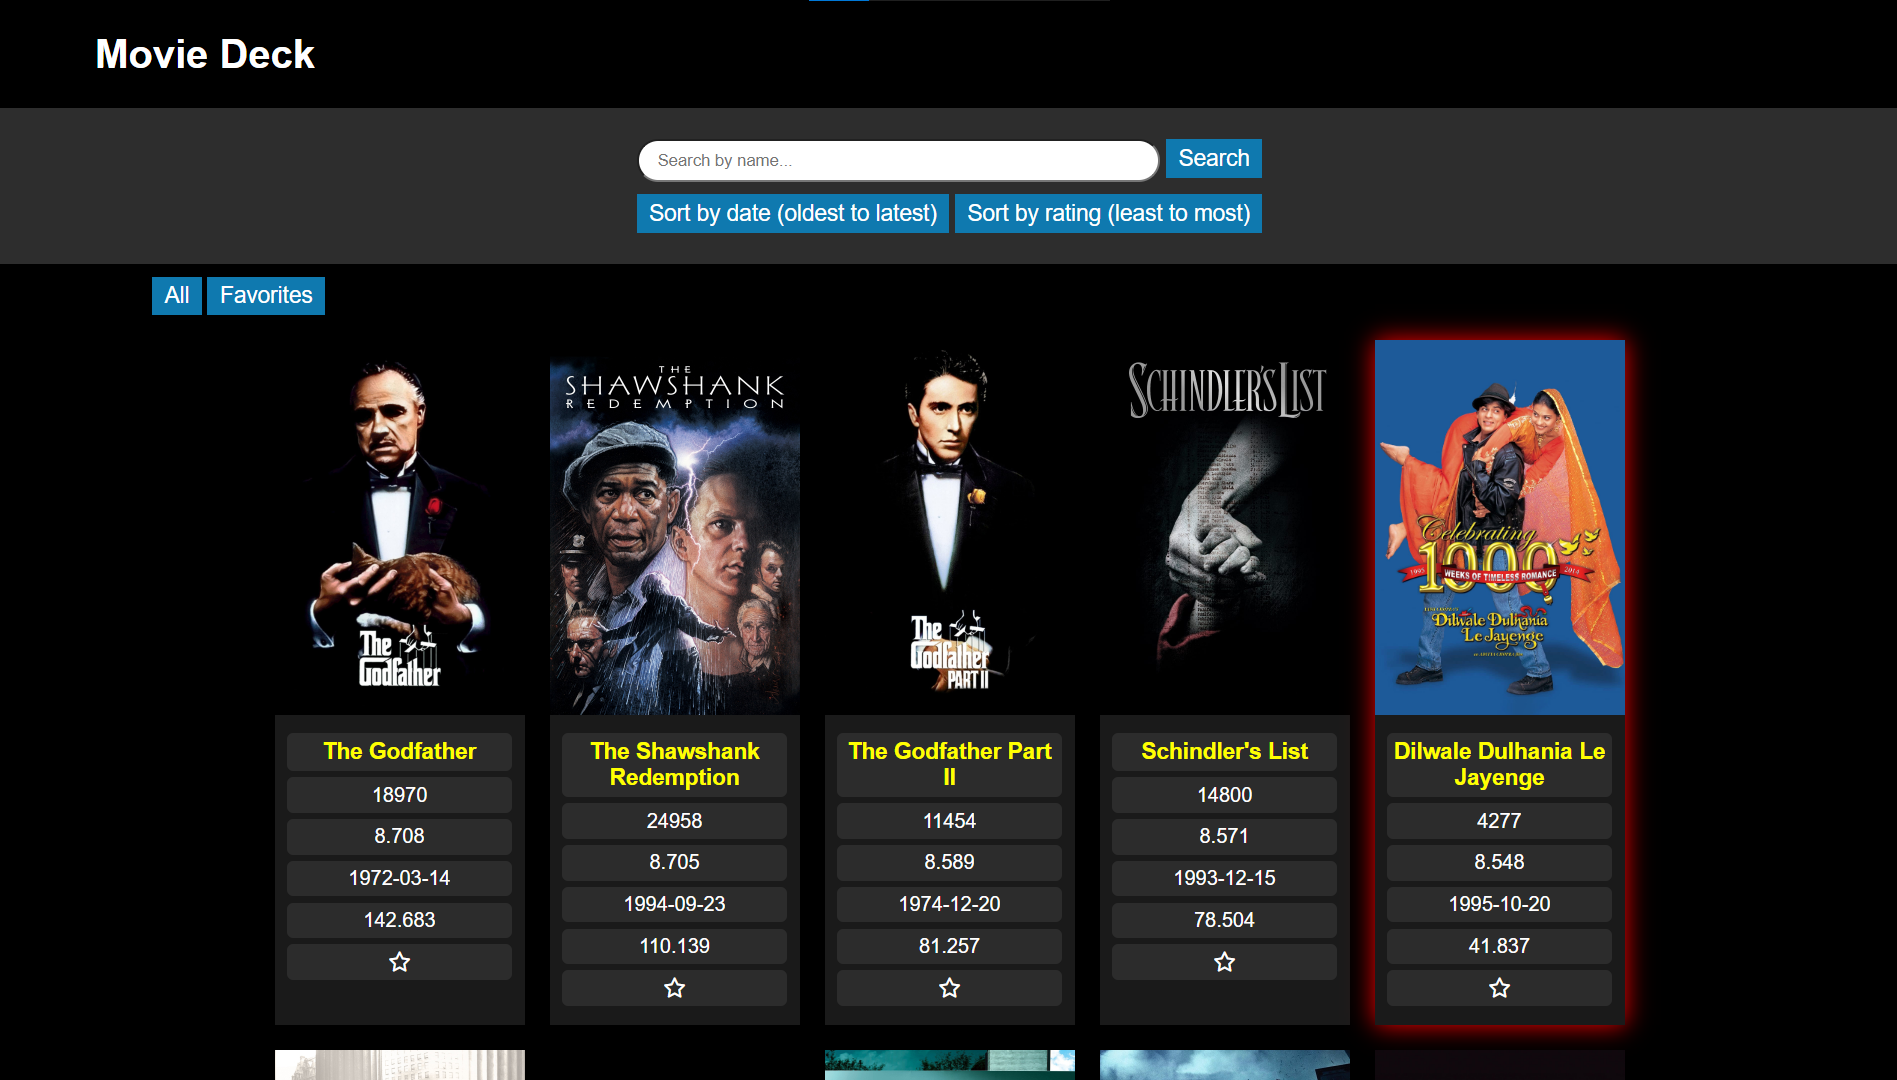 Movie Deck
Search by name...
Search
Sort by date (oldest to latest)
Sort by rating (least to most)
All
Favorites
The
Godfather
THE
SHAWSHANK
REDEMPTION
The
Godfather
PART II
SCHINDLER'S LIST
Celebrating
1000
1995
WEEKS OF TIMELESS ROMANCE
2014
Dilwale Dulhania
Le Jayenge
The Godfather
18970
8.708
1972-03-14
142.683
The Shawshank
Redemption
24958
8.705
1994-09-23
110.139
The Godfather Part
II
11454
8.589
1974-12-20
81.257
Schindler's List
14800
8.571
1993-12-15
78.504
Dilwale Dulhania Le
Jayenge
4277
8.548
1995-10-20
41.837